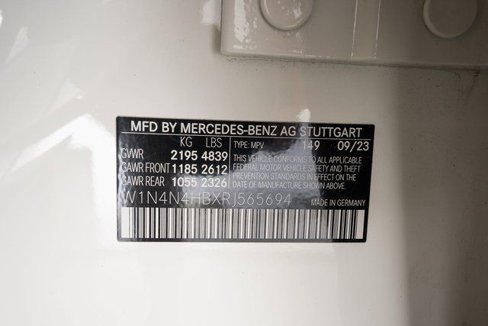 MFD BY MERCEDES-BENZ AG STUTTGART
KG LBS TYPE: MPV 149 09/23
GVWR 2195 4839 THIS VEHICLE CONFORMS TO ALL APPLICABLE
GAWR FRONT 1185 2612 FEDERAL MOTOR VEHICLE SAFETY AND THEFT
GAWR REAR 1055 2326 PREVENTION STANDARDS IN EFFECT ON THE DATE OF MANUFACTURE SHOWN ABOVE
W1N4N4HBXRJ565694
MADE IN GERMANY